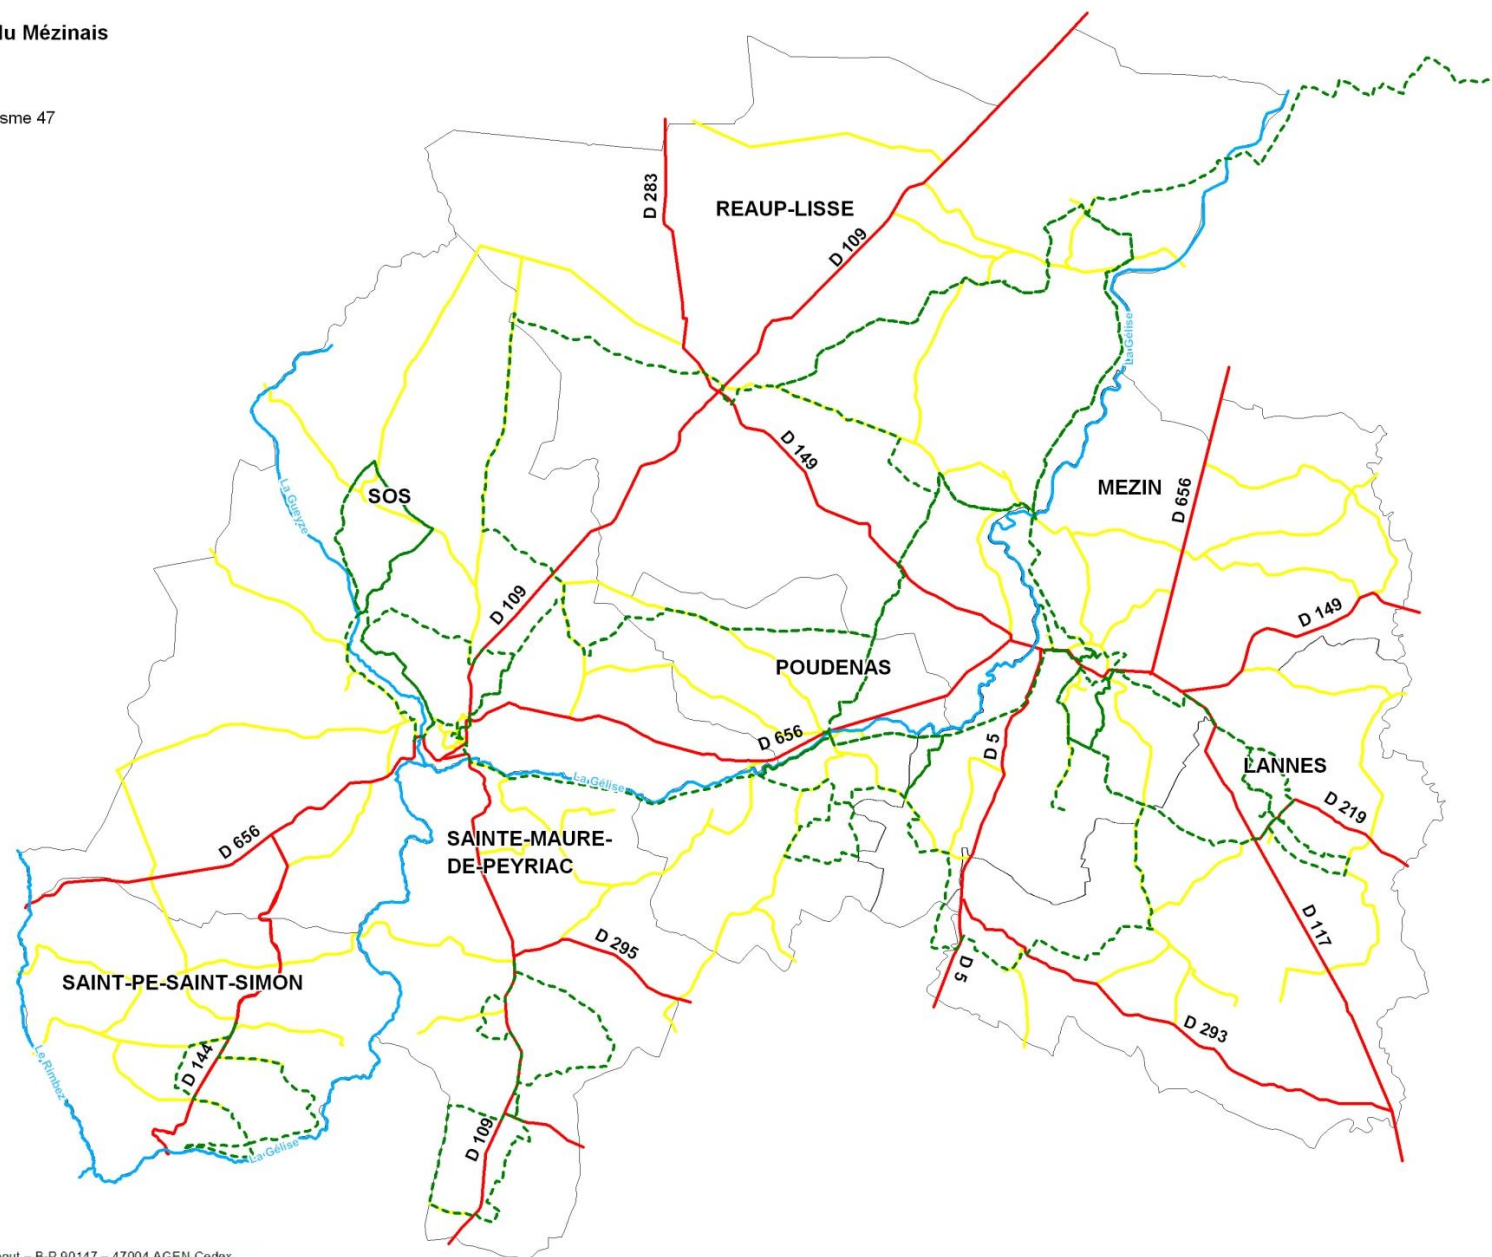 du Mézinais
sme 47
D 283
REAUP-LISSE
D 109
La Gélise
D 149
MEZIN
D 656
SOS
La Gueyze
D 109
D 149
POUDENAS
D 656
D 5
LANNES
La Gélise
D 219
D 656
SAINTE-MAURE-
DE-PEYRIAC
D 117
D 295
D 5
SAINT-PE-SAINT-SIMON
D 293
D 144
Le Rimbez
D 109
La Gélise
B-P 90147 – 47004 AGEN Cedex